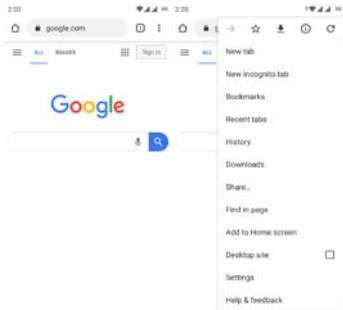 2:20
google.com
ALL IMAGES
Sign in
Google
2:20
ALL
New tab
New incognito tab
Bookmarks
Recent tabs
History
Downloads
Share...
Find in page
Add to Home screen
Desktop site
Settings
Help & feedback